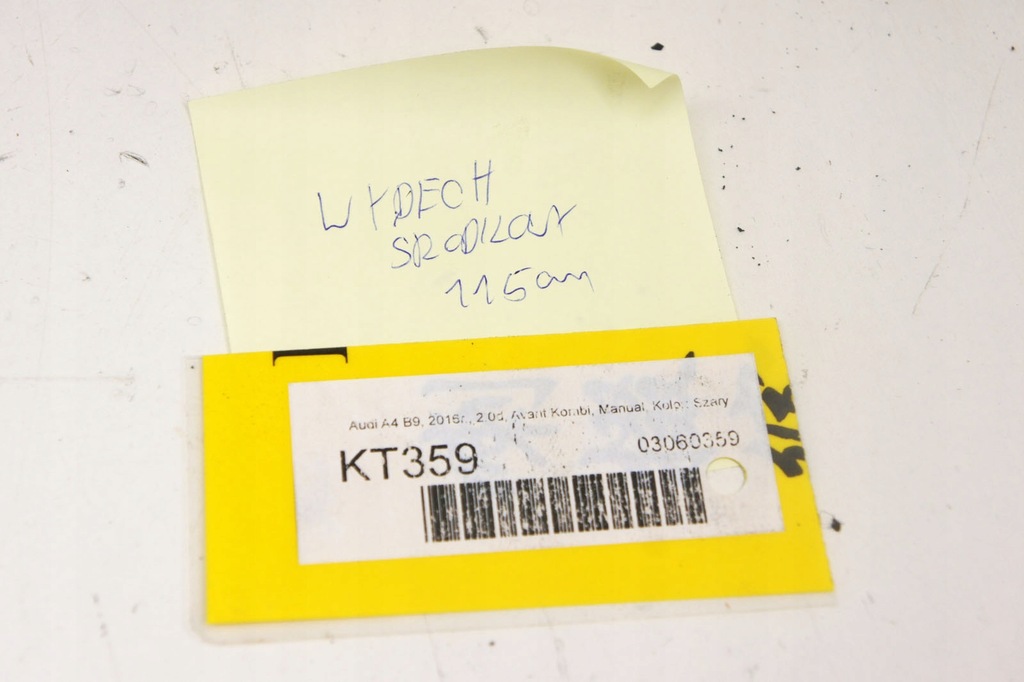 WYDECH
SRODKOWY
115cm
Audi A4 B9, 2016r., 2.0d, Avant Kombi, Manual, Kolor: Szary
KT359
03060359